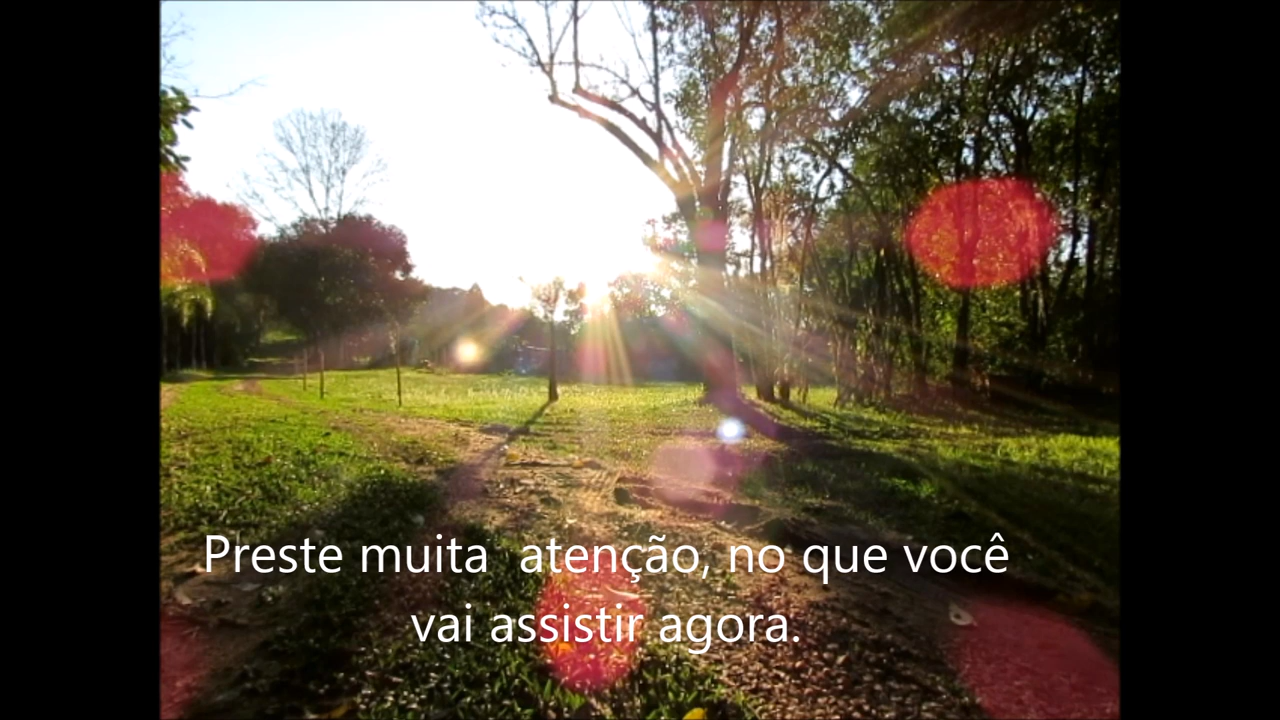 Preste muita  atenção, no que você
vai assistir agora.